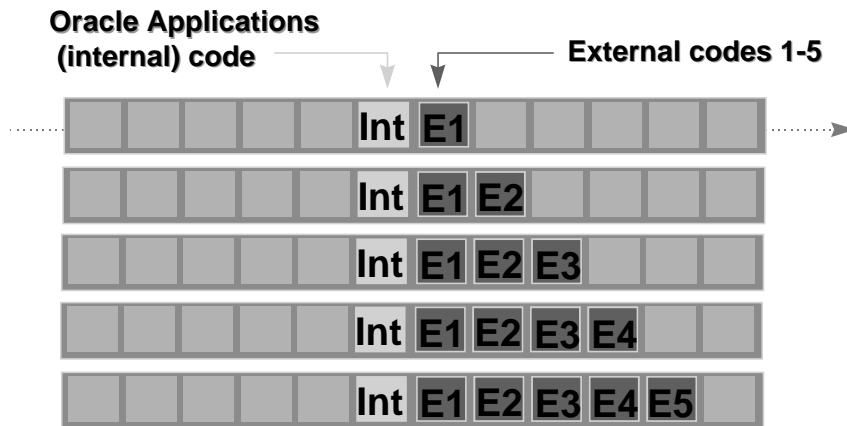 Oracle Applications
(internal) code
External codes 1-5
Int E1
Int E1 E2
Int E1 E2 E3
Int E1 E2 E3 E4
Int E1 E2 E3 E4 E5